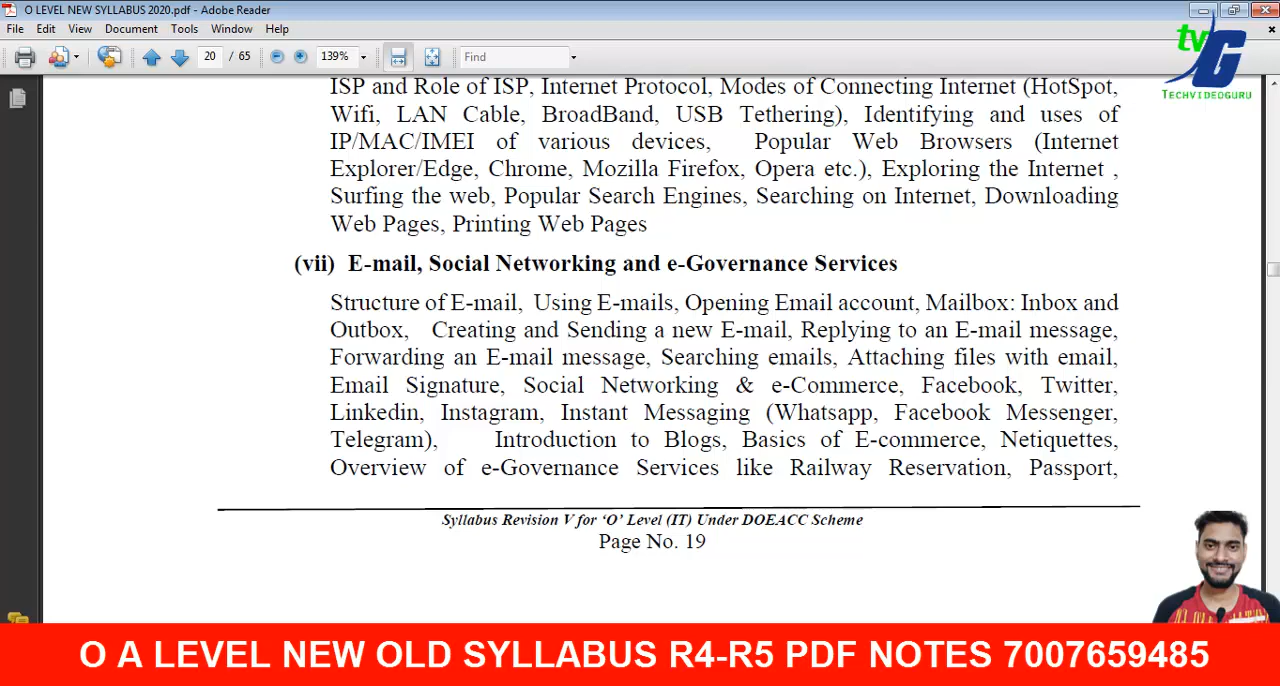 O LEVEL NEW SYLLABUS 2020.pdf - Adobe Reader
File Edit View Document Tools Window Help
20 / 65 139% Find
tvG
TECHVIDEOGURU
ISP and Role of ISP, Internet Protocol, Modes of Connecting Internet (HotSpot,
Wifi, LAN Cable, BroadBand, USB Tethering), Identifying and uses of
IP/MAC/IMEI of various devices, Popular Web Browsers (Internet
Explorer/Edge, Chrome, Mozilla Firefox, Opera etc.), Exploring the Internet ,
Surfing the web, Popular Search Engines, Searching on Internet, Downloading
Web Pages, Printing Web Pages
(vii) E-mail, Social Networking and e-Governance Services
Structure of E-mail, Using E-mails, Opening Email account, Mailbox: Inbox and
Outbox, Creating and Sending a new E-mail, Replying to an E-mail message,
Forwarding an E-mail message, Searching emails, Attaching files with email,
Email Signature, Social Networking & e-Commerce, Facebook, Twitter,
Linkedin, Instagram, Instant Messaging (Whatsapp, Facebook Messenger,
Telegram), Introduction to Blogs, Basics of E-commerce, Netiquettes,
Overview of e-Governance Services like Railway Reservation, Passport,
Syllabus Revision V for ‘O’ Level (IT) Under DOEACC Scheme
Page No. 19
O A LEVEL NEW OLD SYLLABUS R4-R5 PDF NOTES 7007659485